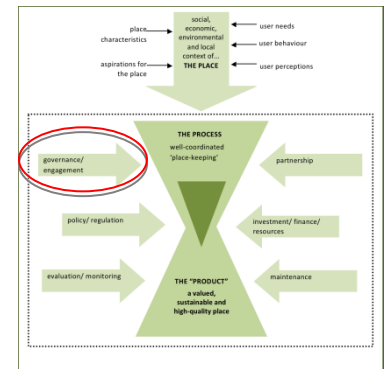 place
characteristics
aspirations for
the place
social,
economic,
environmental
and local
context of...
THE PLACE
user needs
user behaviour
user perceptions
THE PROCESS
well-coordinated
'place-keeping'
governance/
engagement
partnership
policy/ regulation
investment/ finance/
resources
evaluation/ monitoring
maintenance
THE "PRODUCT"
a valued,
sustainable and
high-quality place